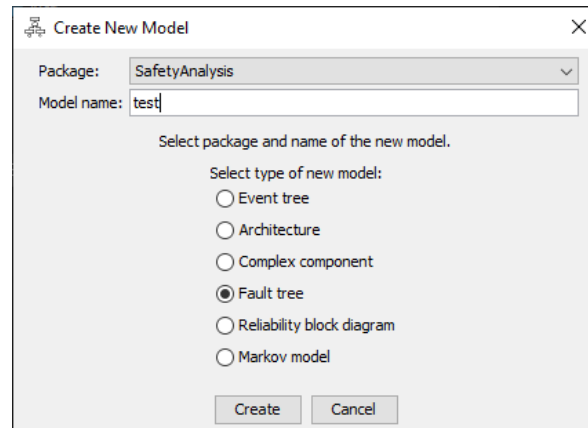 Create New Model
Package: SafetyAnalysis
Model name: test
Select package and name of the new model.
Select type of new model:
Event tree
Architecture
Complex component
Fault tree
Reliability block diagram
Markov model
Create Cancel